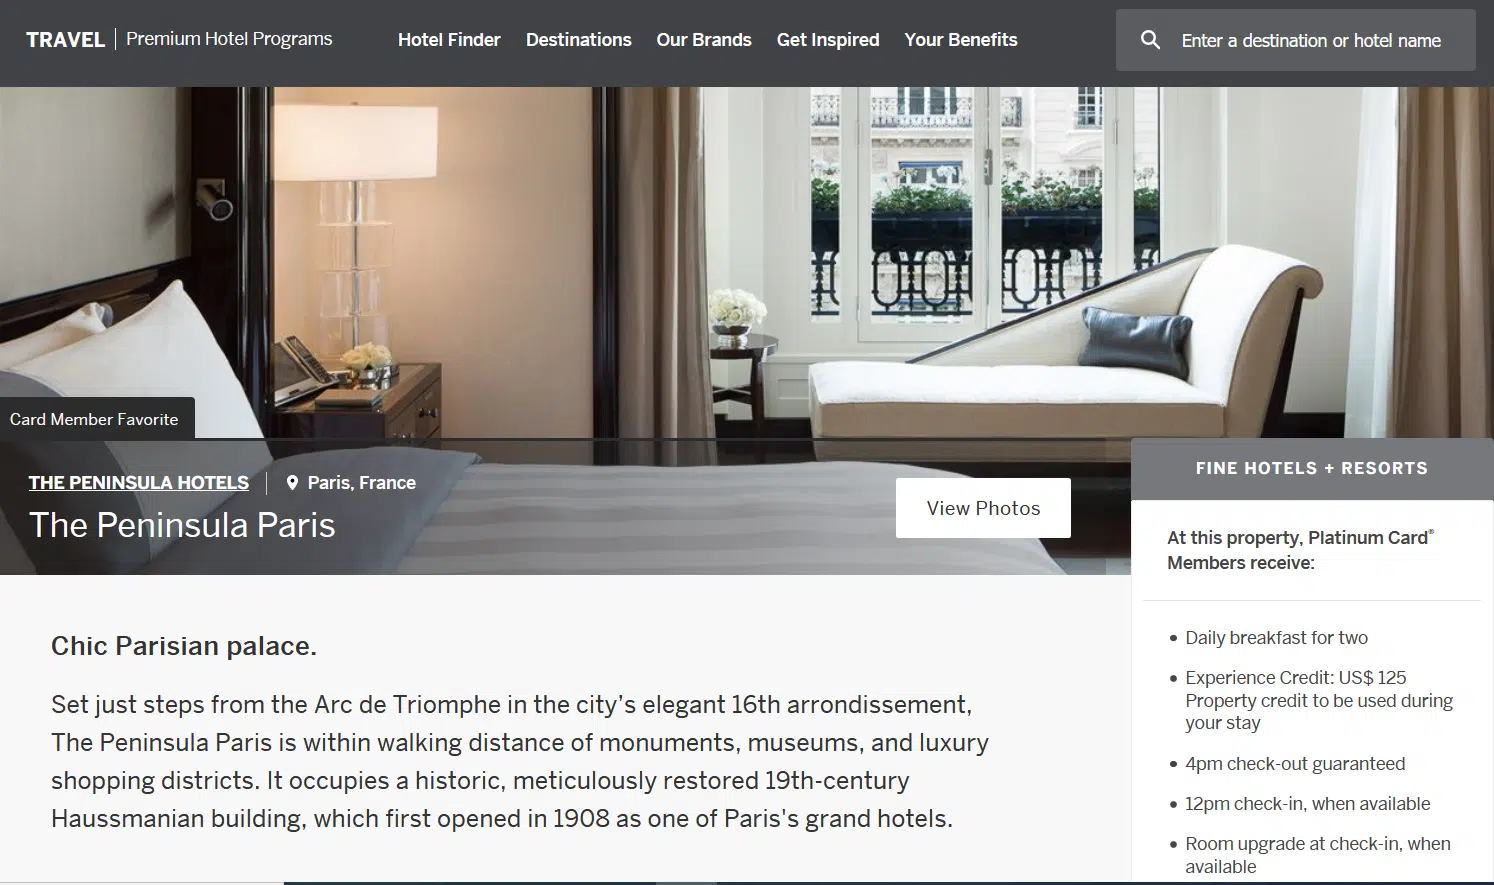 TRAVEL | Premium Hotel Programs
Hotel Finder
Destinations
Our Brands
Get Inspired
Your Benefits
Enter a destination or hotel name
Card Member Favorite
THE PENINSULA HOTELS | Paris, France
The Peninsula Paris
View Photos
Chic Parisian palace.
Set just steps from the Arc de Triomphe in the city’s elegant 16th arrondissement,
The Peninsula Paris is within walking distance of monuments, museums, and luxury
shopping districts. It occupies a historic, meticulously restored 19th-century
Haussmanian building, which first opened in 1908 as one of Paris's grand hotels.
FINE HOTELS + RESORTS
At this property, Platinum Card®
Members receive:
• Daily breakfast for two
• Experience Credit: US$ 125
Property credit to be used during
your stay
• 4pm check-out guaranteed
• 12pm check-in, when available
• Room upgrade at check-in, when
available